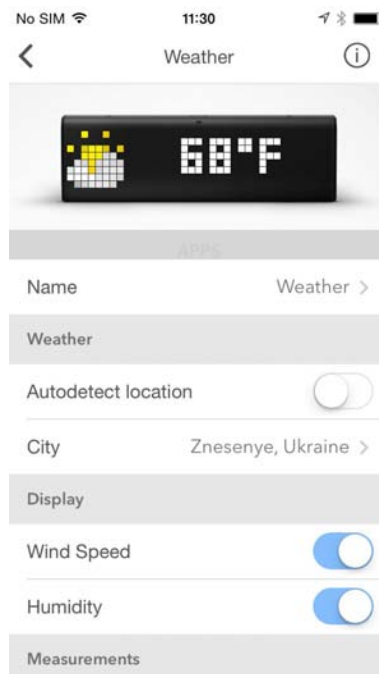 No SIM 11:30
Weather
68°F
APPS
Name Weather
Weather
Autodetect location
City Znesenye, Ukraine
Display
Wind Speed
Humidity
Measurements